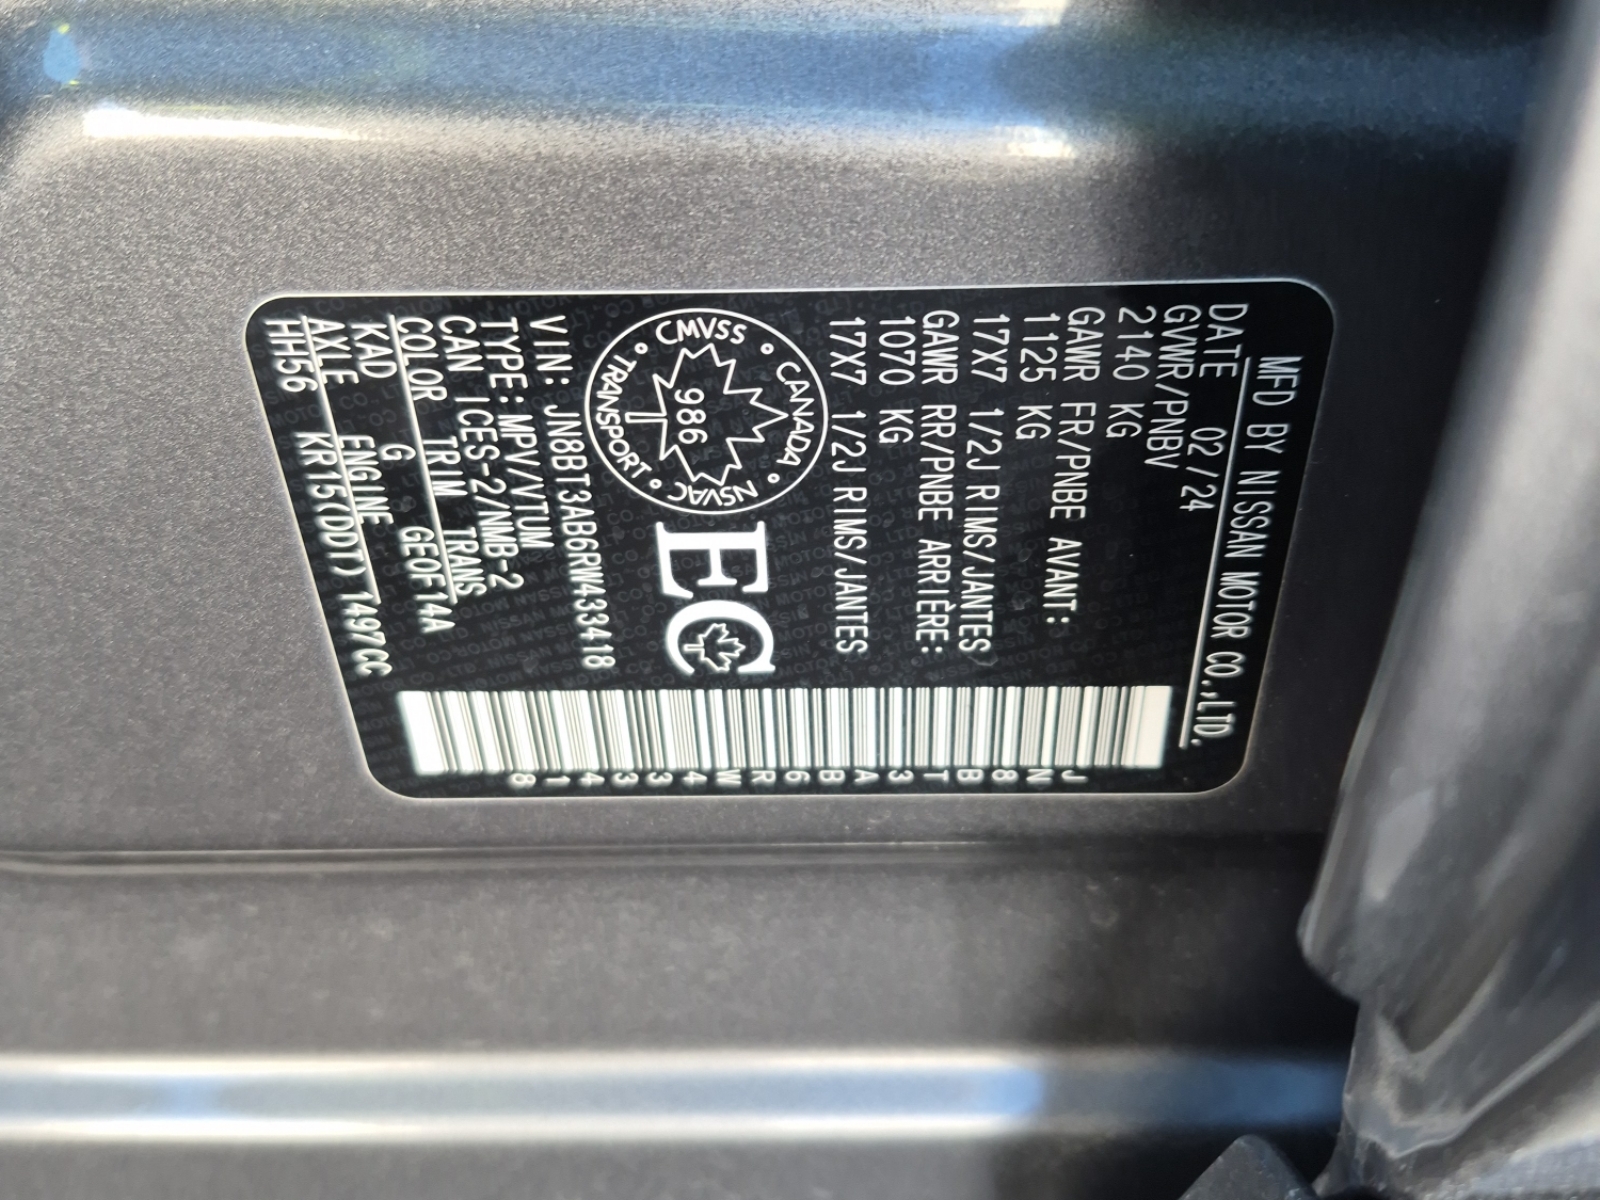 MFD BY NISSAN MOTOR CO.,LTD.
DATE 02/24
GVWR/PNBV
2140 KG
GAWR FR/PNBE AVANT:
1125 KG
17X7 1/2J RIMS/JANTES
GAWR RR/PNBE ARRIÈRE:
1070 KG
17X7 1/2J RIMS/JANTES
CMVSS • CANADA • NSVAC • TRANSPORT •
986
EC
VIN: JN8BT3AB6RW433418
TYPE:MPV/VTUM
CAN ICES-2/NMB-2
COLOR TRIM TRANS
KAD G GEOF14A
AXLE ENGINE
HH56 KR15(DDT)1497CC
JN8BT3AB6RW433418